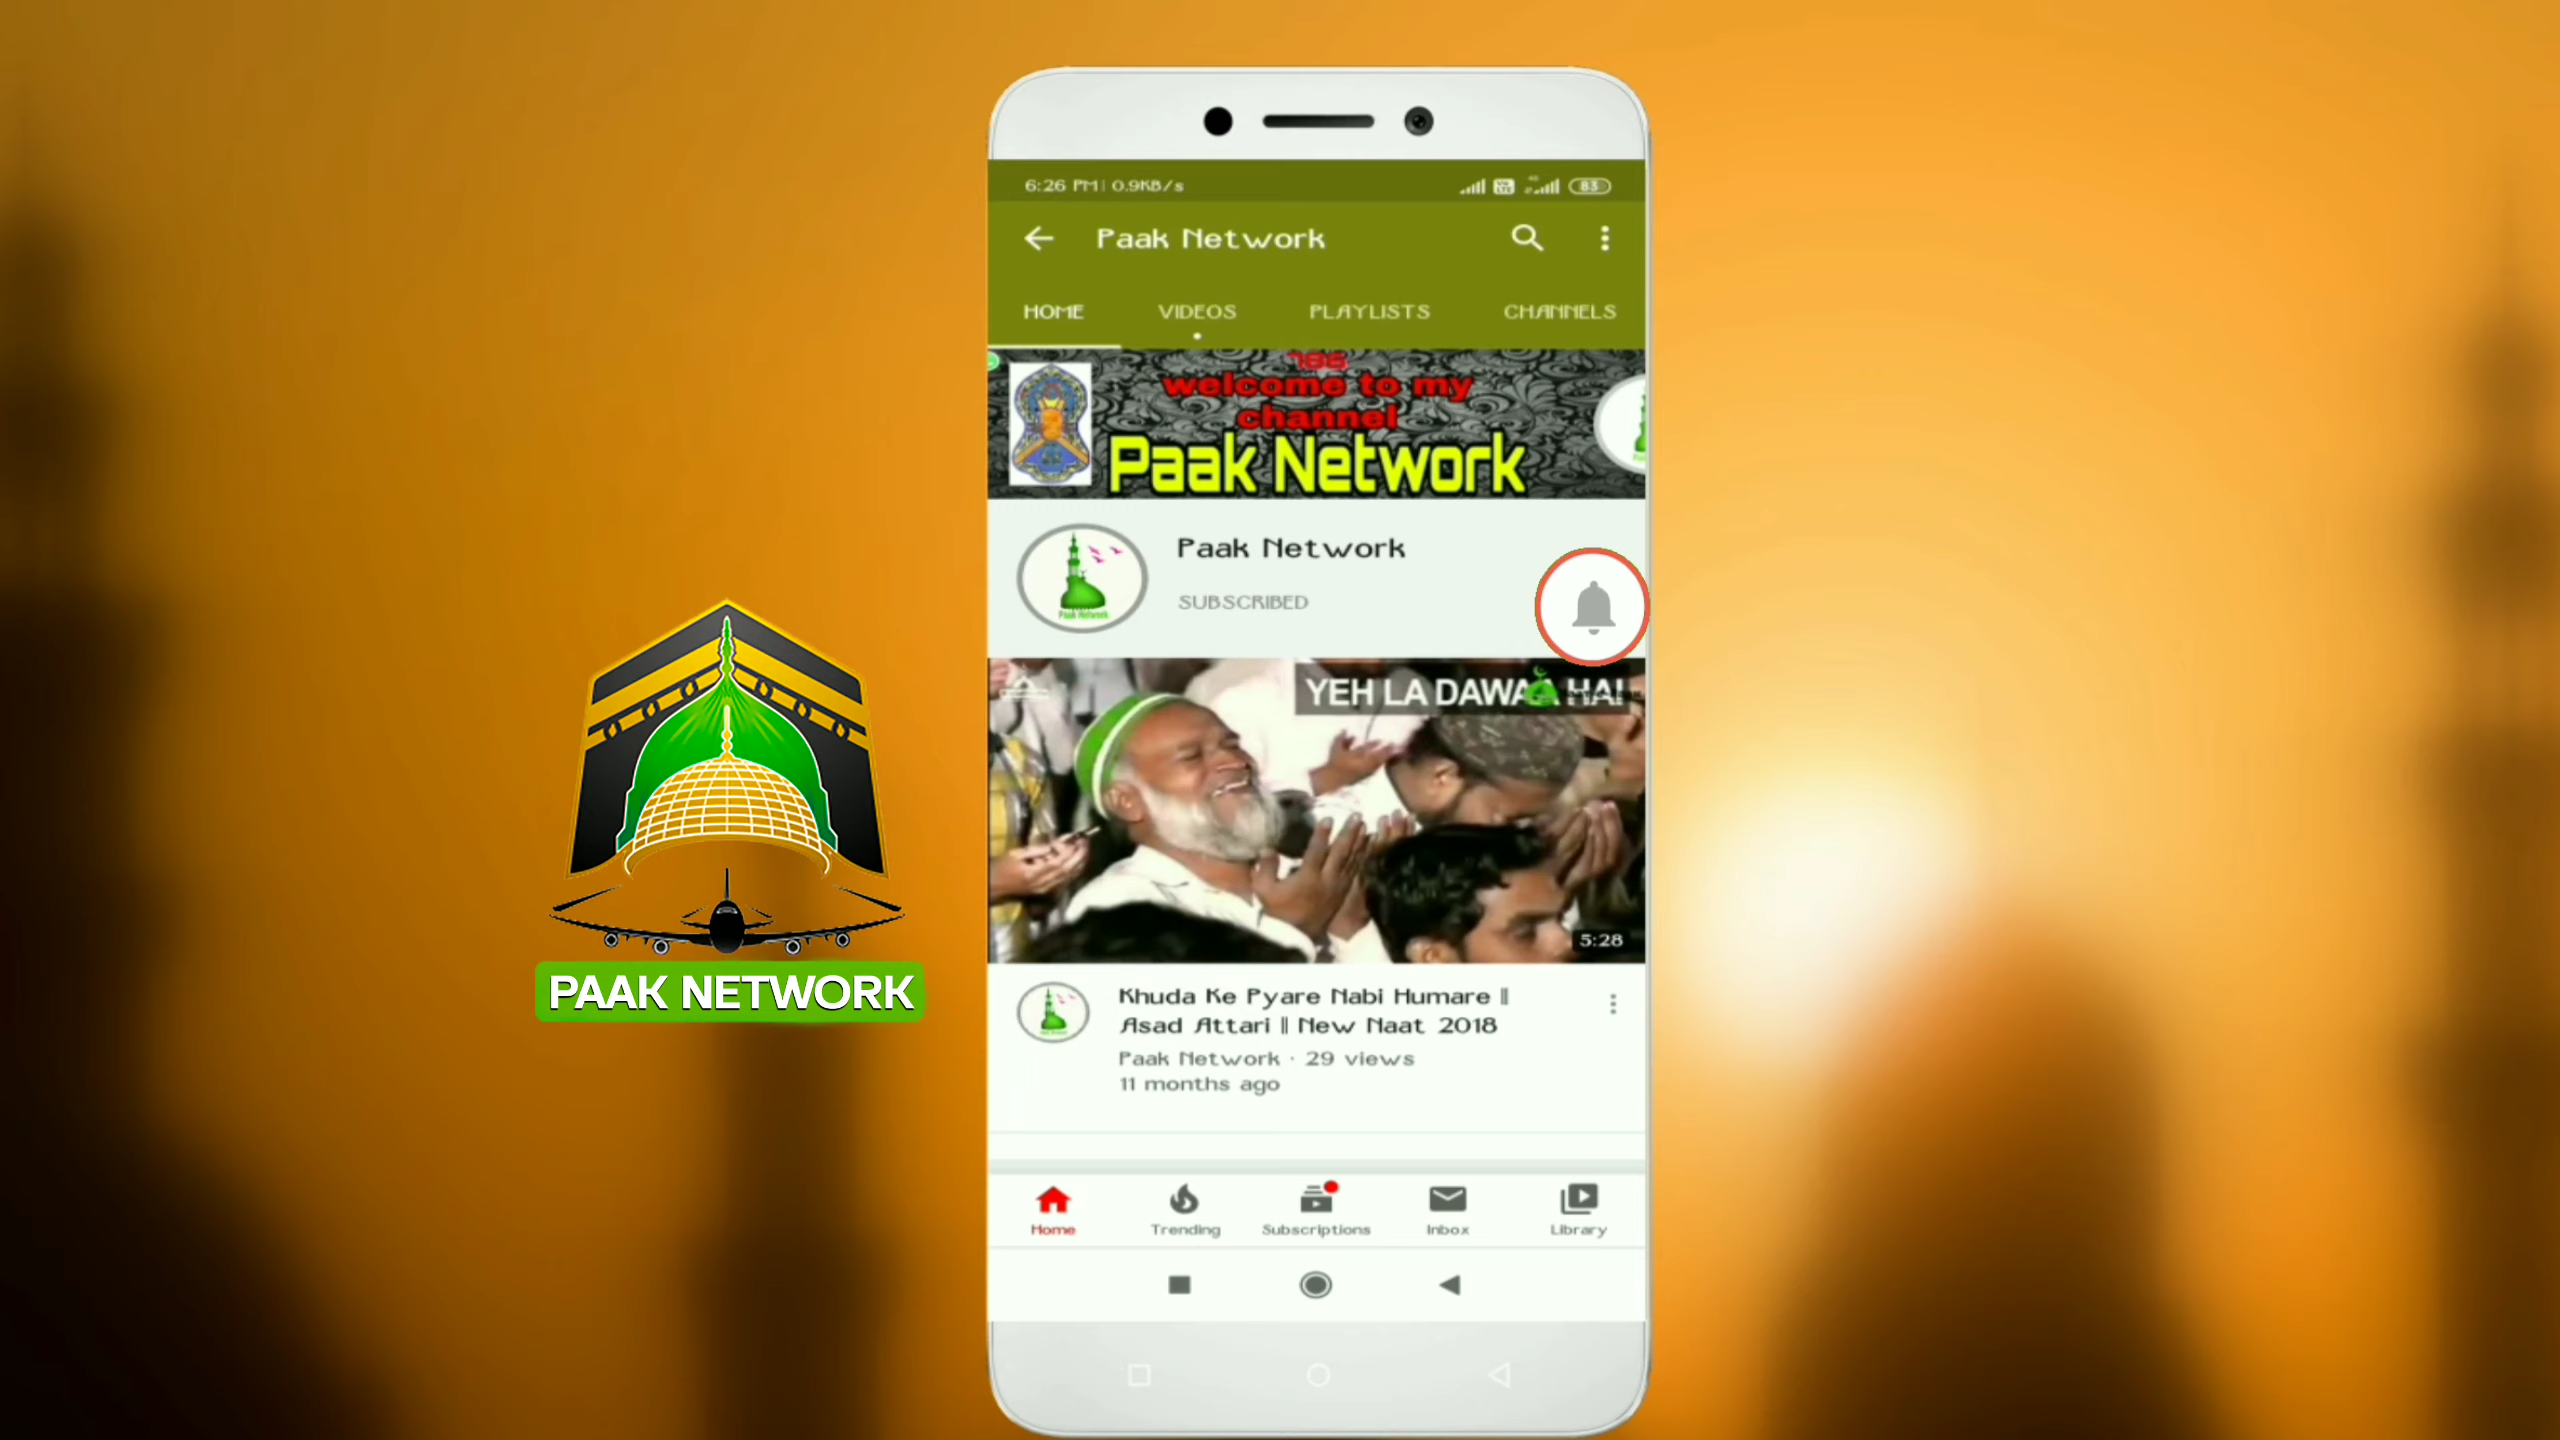 6:26 PM | 0.9KB/s
83
Paak Network
HOME VIDEOS PLAYLISTS CHANNELS
786
welcome to my
channel
Paak Network
Paak Network
SUBSCRIBED
YEH LA DAWAA HAI
5:28
Khuda Ke Pyare Nabi Humare ||
Asad Attari || New Naat 2018
Paak Network · 29 views
11 months ago
Home Trending Subscriptions Inbox Library
PAAK NETWORK